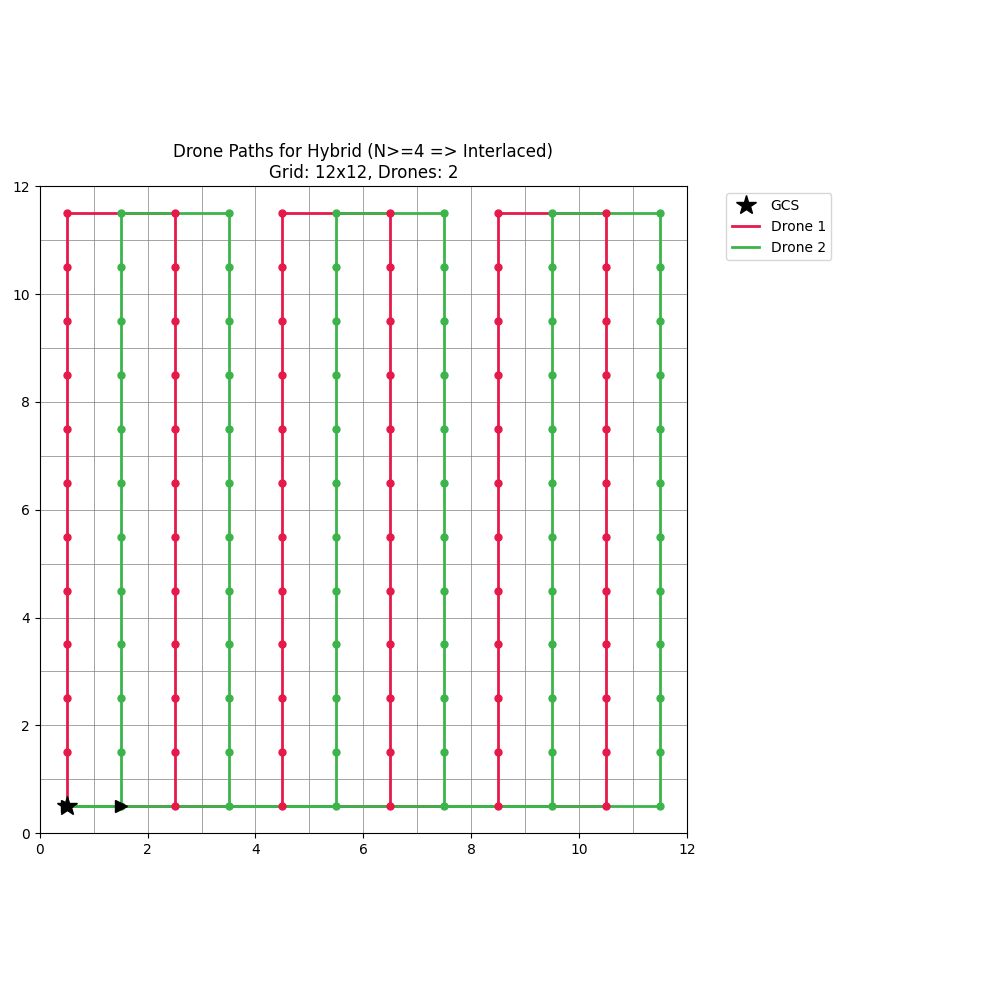 Drone Paths for Hybrid (N>=4 => Interlaced)
Grid: 12x12, Drones: 2
GCS
Drone 1
Drone 2
12
10
8
6
4
2
0
0 2 4 6 8 10 12